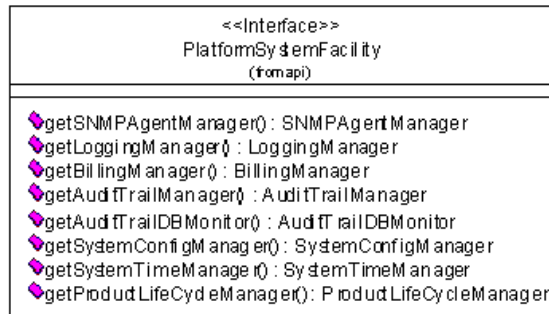 <<Interface>>
PlatformSystemFacility
(from api)
getSNMPAgentManager() : SNMPAgentManager
getLoggingManager() : LoggingManager
getBillingManager() : BillingManager
getAuditTrailManager() : AuditTrailManager
getAuditTrailDBMonitor() : AuditTrailDBMonitor
getSystemConfigManager() : SystemConfigManager
getSystemTimeManager() : SystemTimeManager
getProductLifeCycleManager() : ProductLifeCycleManager